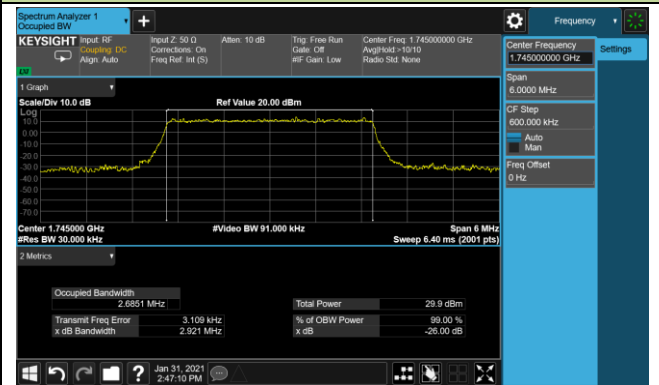 Spectrum Analyzer 1
Occupied BW
Frequency
KEYSIGHT
Input: RF
Coupling: DC
Align: Auto
Input Z: 50 Ω
Corrections: On
Freq Ref: Int (S)
Atten: 10 dB
Trig: Free Run
Gate: Off
#IF Gain: Low
Center Freq: 1.745000000 GHz
Avg|Hold:>10/10
Radio Std: None
Center Frequency
1.745000000 GHz
Settings
Span
6.0000 MHz
CF Step
600.000 kHz
Auto
Man
Freq Offset
0 Hz
1 Graph
Scale/Div 10.0 dB
Ref Value 20.00 dBm
Log
10.0
0.00
-10.0
-20.0
-30.0
-40.0
-50.0
-60.0
-70.0
Center 1.745000 GHz
#Video BW 91.000 kHz
Span 6 MHz
#Res BW 30.000 kHz
Sweep 6.40 ms (2001 pts)
2 Metrics
Occupied Bandwidth
2.6851 MHz
Total Power 29.9 dBm
Transmit Freq Error 3.109 kHz
% of OBW Power 99.00 %
x dB Bandwidth 2.921 MHz
x dB -26.00 dB
Jan 31, 2021
2:47:10 PM